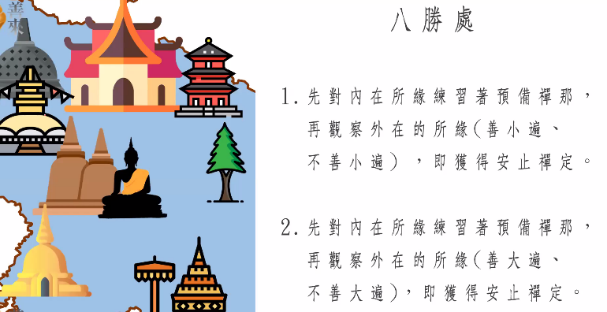 善來
八勝處
1. 先對內在所緣練習著預備禪那，
再觀察外在的所緣(善小遍、
不善小遍)，即獲得安止禪定。
2. 先對內在所緣練習著預備禪那，
再觀察外在的所緣(善大遍、
不善大遍)，即獲得安止禪定。